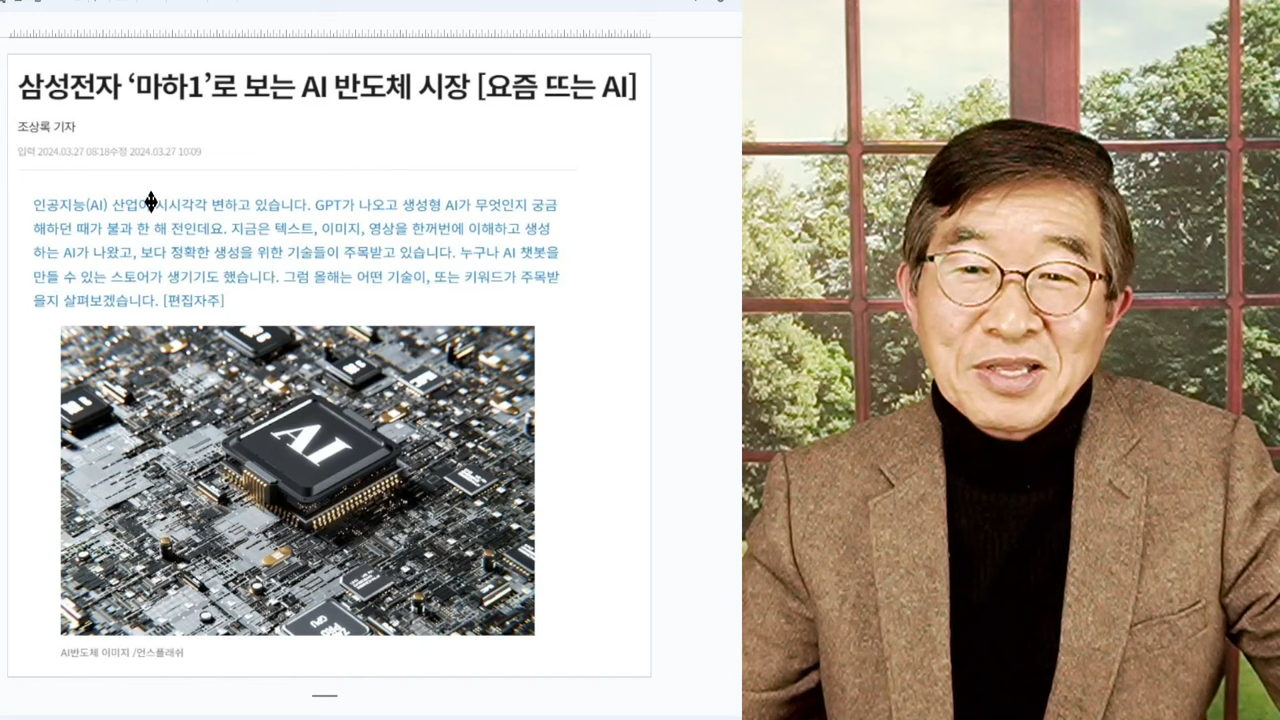 삼성전자 ‘마하1’로 보는 AI 반도체 시장 [요즘 뜨는 AI]
조상록 기자
입력 2024.03.27 08:18수정 2024.03.27 10:09
인공지능(AI) 산업이 시시각각 변하고 있습니다. GPT가 나오고 생성형 AI가 무엇인지 궁금
해하던 때가 불과 한 해 전인데요. 지금은 텍스트, 이미지, 영상을 한꺼번에 이해하고 생성
하는 AI가 나왔고, 보다 정확한 생성을 위한 기술들이 주목받고 있습니다. 누구나 AI 챗봇을
만들 수 있는 스토어가 생기기도 했습니다. 그럼 올해는 어떤 기술이, 또는 키워드가 주목받
을지 살펴보겠습니다. [편집자주]
AI
AI반도체 이미지 /언스플래쉬